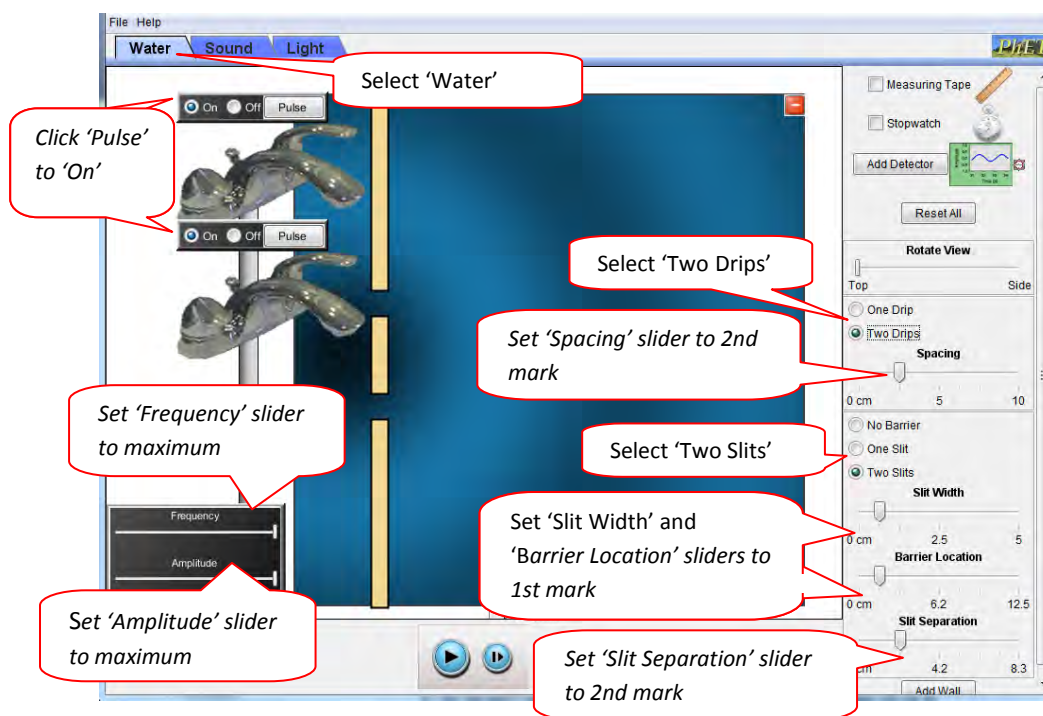 File Help
Water Sound Light
PhET
Select ‘Water’
On Off Pulse
Click ‘Pulse’
to ‘On’
On Off Pulse
Measuring Tape
Stopwatch
Add Detector
Reset All
Rotate View
Top Side
Select ‘Two Drips’
One Drip
Two Drips
Spacing
0 cm 5 10
Set ‘Spacing’ slider to 2nd
mark
Set ‘Frequency’ slider
to maximum
No Barrier
One Slit
Two Slits
Select ‘Two Slits’
Slit Width
0 cm 2.5 5
Barrier Location
0 cm 6.2 12.5
Slit Separation
cm 4.2 8.3
Add Wall
Set ‘Slit Width’ and
‘Barrier Location’ sliders to
1st mark
Frequency
Amplitude
Set ‘Amplitude’ slider
to maximum
Set ‘Slit Separation’ slider
to 2nd mark